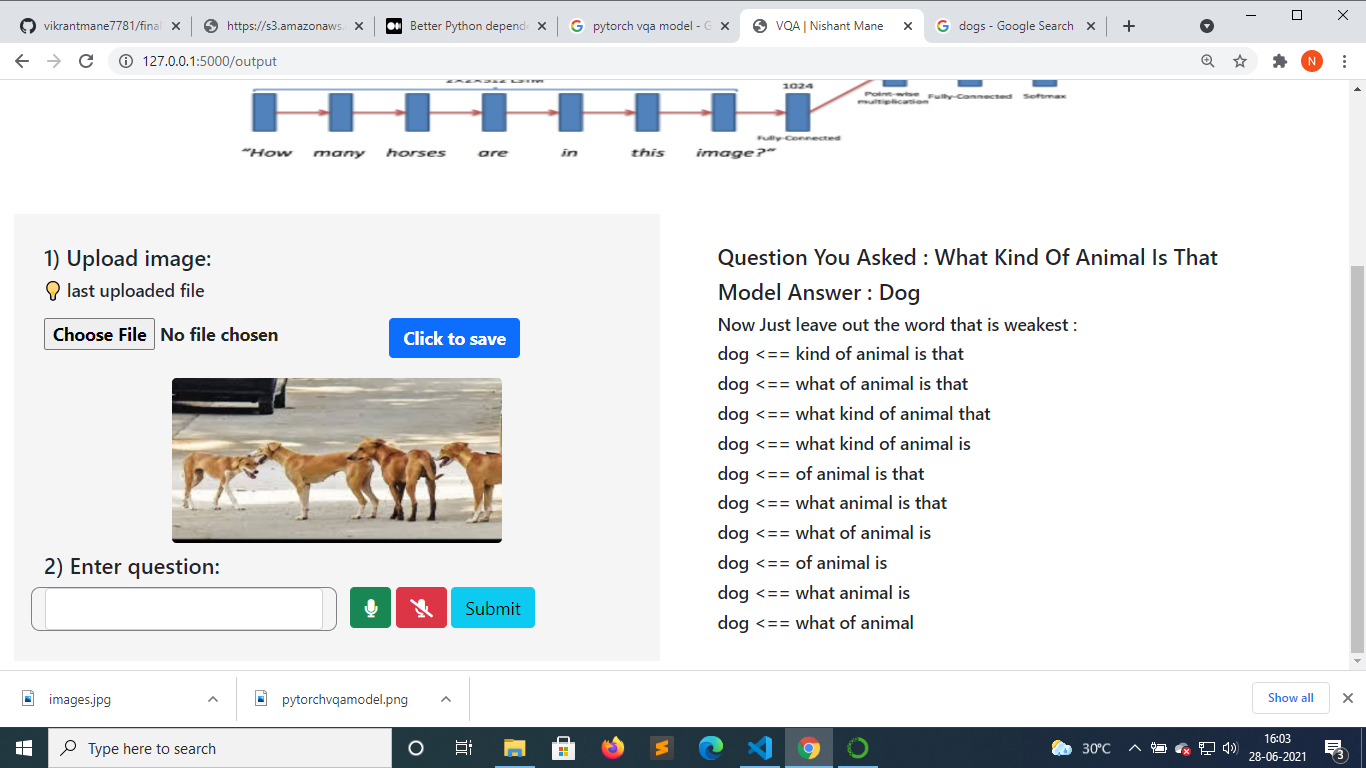 vikrantmane7781/final
https://s3.amazonaws.
Better Python depende
pytorch vqa model - G
VQA | Nishant Mane
dogs - Google Search
127.0.0.1:5000/output
N
1024
Point-wise
multiplication
Fully-Connected
Softmax
Fully-Connected
"How many horses are in this image?"
1) Upload image:
last uploaded file
Choose File No file chosen
Click to save
2) Enter question:
Submit
Question You Asked : What Kind Of Animal Is That
Model Answer : Dog
Now Just leave out the word that is weakest :
dog <== kind of animal is that
dog <== what of animal is that
dog <== what kind of animal that
dog <== what kind of animal is
dog <== of animal is that
dog <== what animal is that
dog <== what of animal is
dog <== of animal is
dog <== what animal is
dog <== what of animal
images.jpg
pytorchvqamodel.png
Show all
Type here to search
30°C
16:03
28-06-2021
3